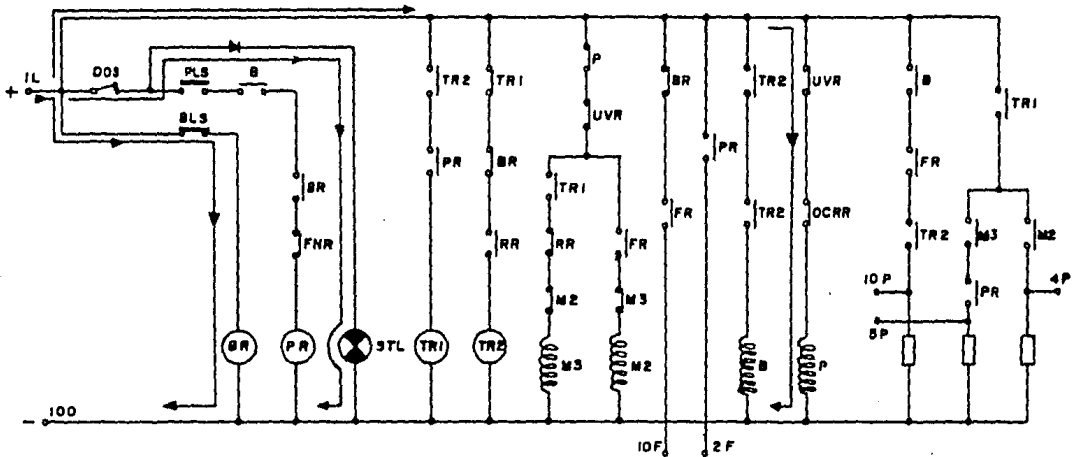 + 1L
DOS
PLS
B
BLS
BR
FNR
BR
PR
STL
TR1
TR2
TR2
PR
TR1
BR
RR
P
UVR
TR1
RR
M2
M3
FR
M3
M2
BR
FR
PR
TR2
TR2
B
UVR
OCRR
P
B
FR
TR2
10P
5P
TR1
M3
PR
M2
4P
- 100
10F
2F